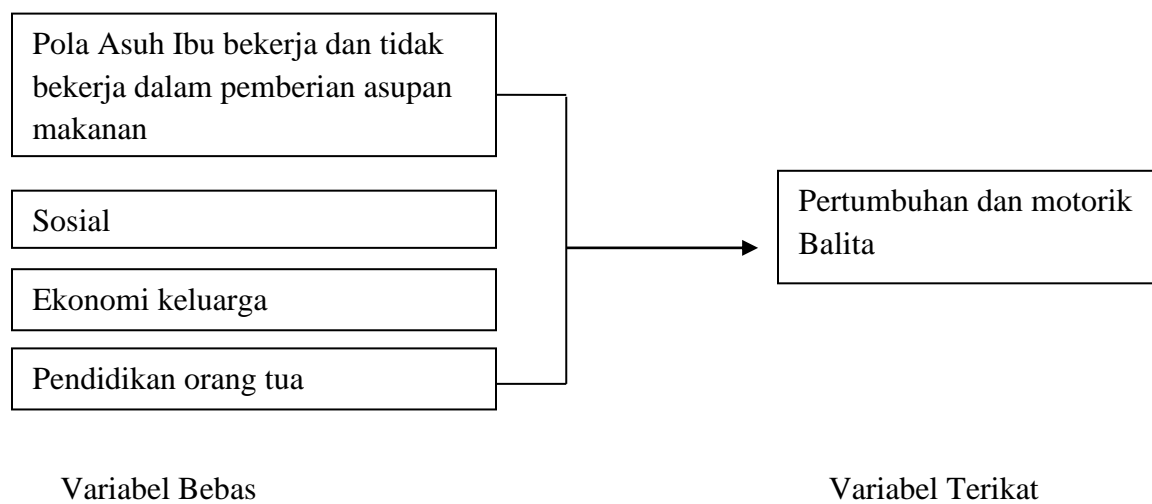 Pola Asuh Ibu bekerja dan tidak
bekerja dalam pemberian asupan
makanan
Sosial
Ekonomi keluarga
Pendidikan orang tua
Pertumbuhan dan motorik
Balita
Variabel Bebas
Variabel Terikat